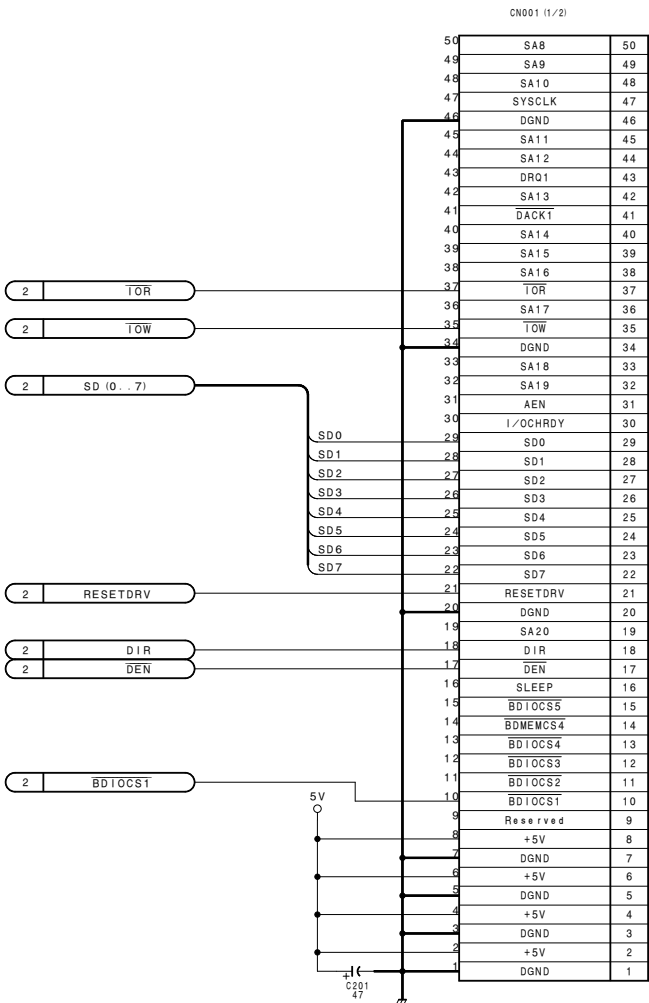 CN001 (1/2)
50 SA8 50
49 SA9 49
48 SA10 48
47 SYSCLK 47
46 DGND 46
45 SA11 45
44 SA12 44
43 DRQ1 43
42 SA13 42
41 DACK1 41
40 SA14 40
39 SA15 39
38 SA16 38
2 IOR 37 IOR 37
36 SA17 36
2 IOW 35 IOW 35
34 DGND 34
33 SA18 33
2 SD (0..7) 32 SA19 32
31 AEN 31
30 I/OCHRDY 30
SD0 29 SD0 29
SD1 28 SD1 28
SD2 27 SD2 27
SD3 26 SD3 26
SD4 25 SD4 25
SD5 24 SD5 24
SD6 23 SD6 23
SD7 22 SD7 22
2 RESETDRV 21 RESETDRV 21
20 DGND 20
19 SA20 19
2 DIR 18 DIR 18
2 DEN 17 DEN 17
16 SLEEP 16
15 BDIOCS5 15
14 BDMEMCS4 14
13 BDIOCS4 13
12 BDIOCS3 12
2 BDIOCS1 11 BDIOCS2 11
5V 10 BDIOCS1 10
9 Reserved 9
8 +5V 8
7 DGND 7
6 +5V 6
5 DGND 5
4 +5V 4
3 DGND 3
2 +5V 2
+ 1 DGND 1
C201
47